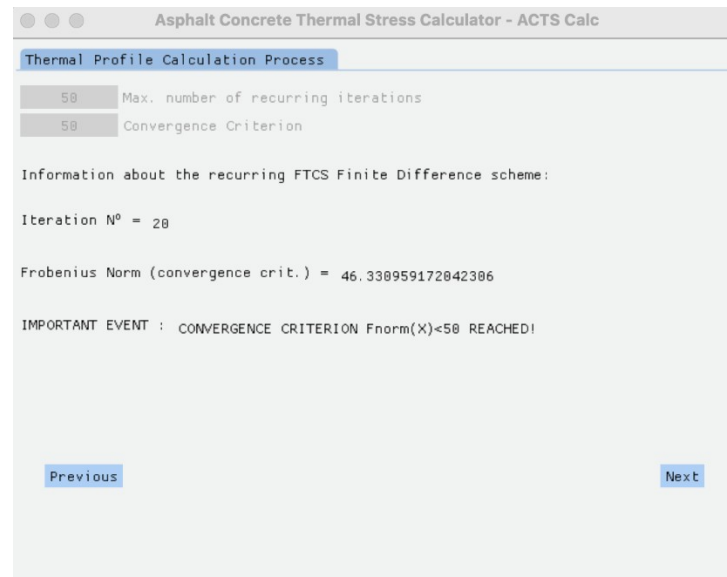 Asphalt Concrete Thermal Stress Calculator - ACTS Calc
Thermal Profile Calculation Process
50 Max. number of recurring iterations
50 Convergence Criterion
Information about the recurring FTCS Finite Difference scheme:
Iteration Nº = 20
Frobenius Norm (convergence crit.) = 46.330959172042306
IMPORTANT EVENT : CONVERGENCE CRITERION Fnorm(X)<50 REACHED!
Previous
Next